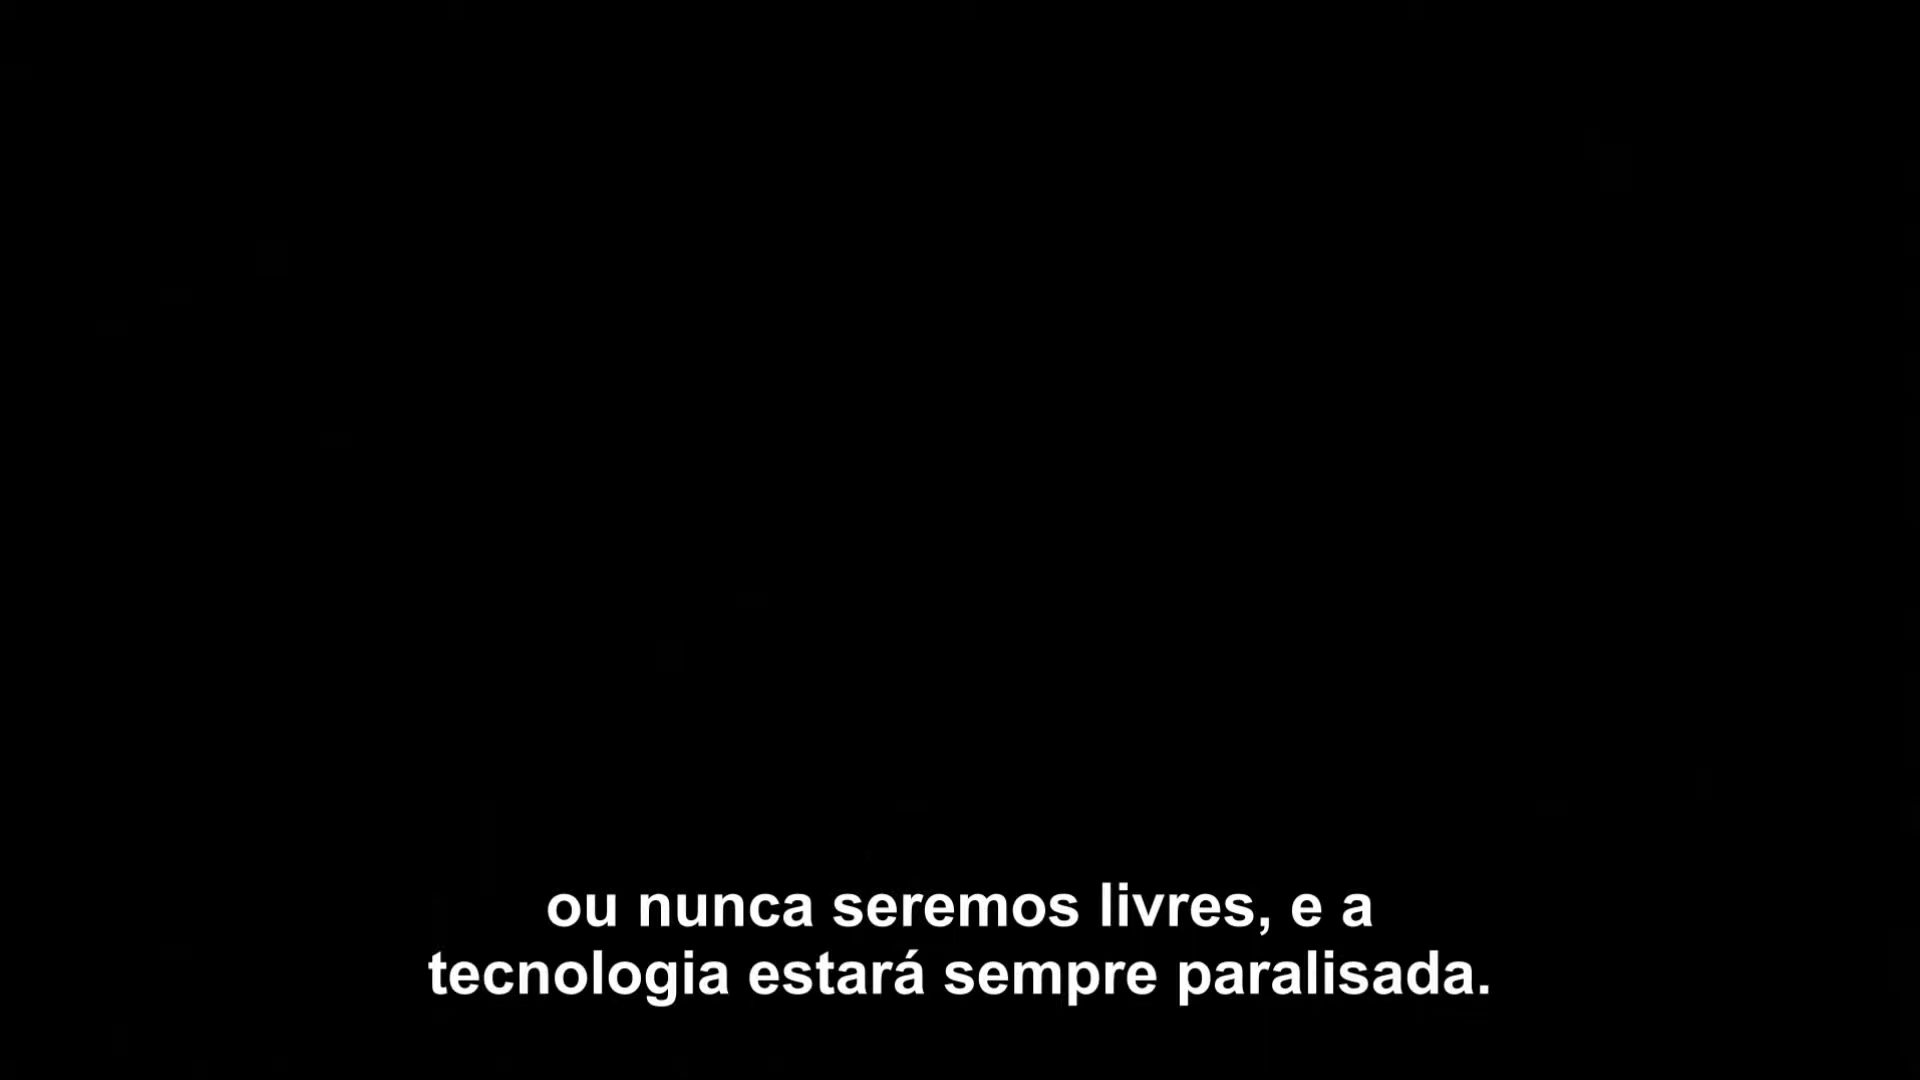 ou nunca seremos livres, e a
tecnologia estará sempre paralisada.